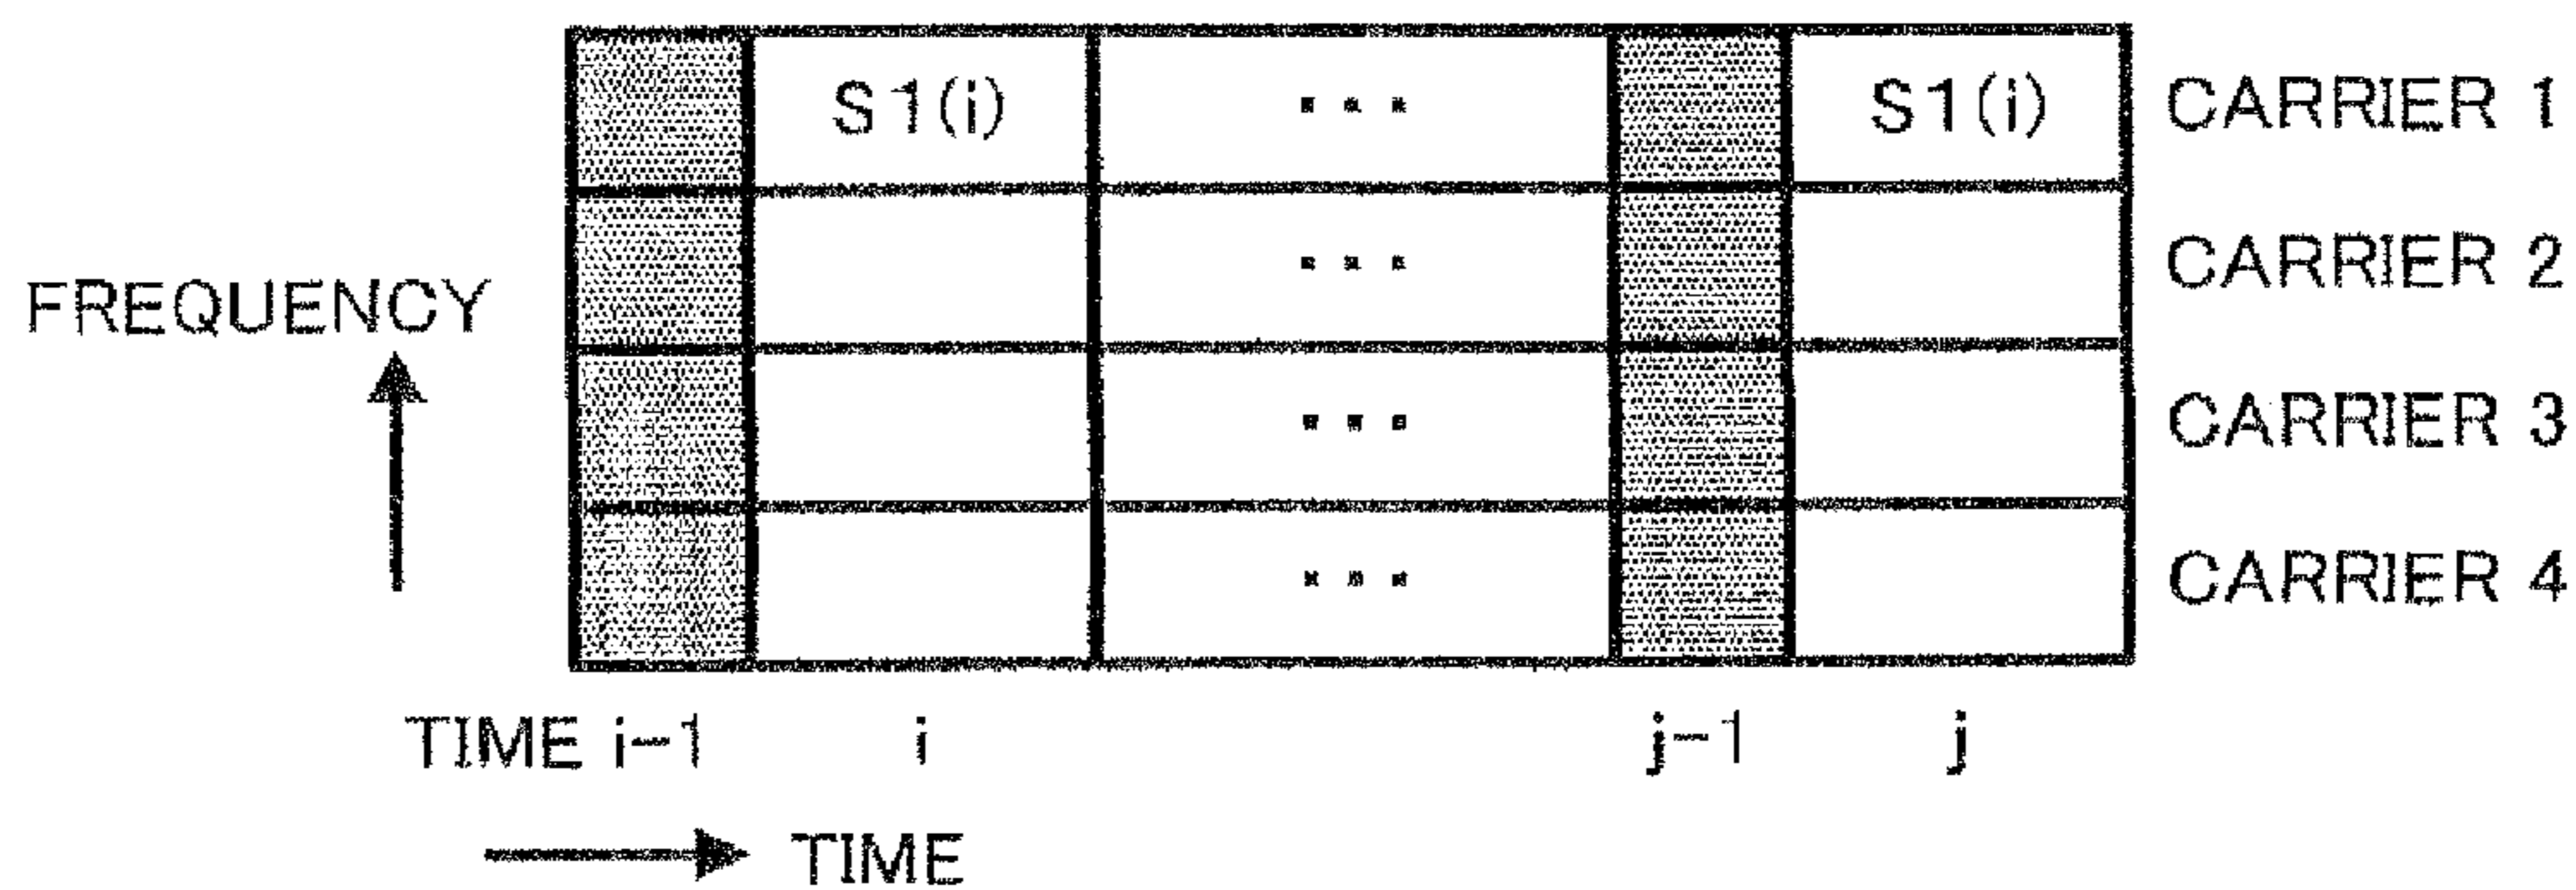 S1(i) ... S1(i) CARRIER 1
... CARRIER 2
FREQUENCY
... CARRIER 3
... CARRIER 4
TIME i-1 i j-1 j
TIME